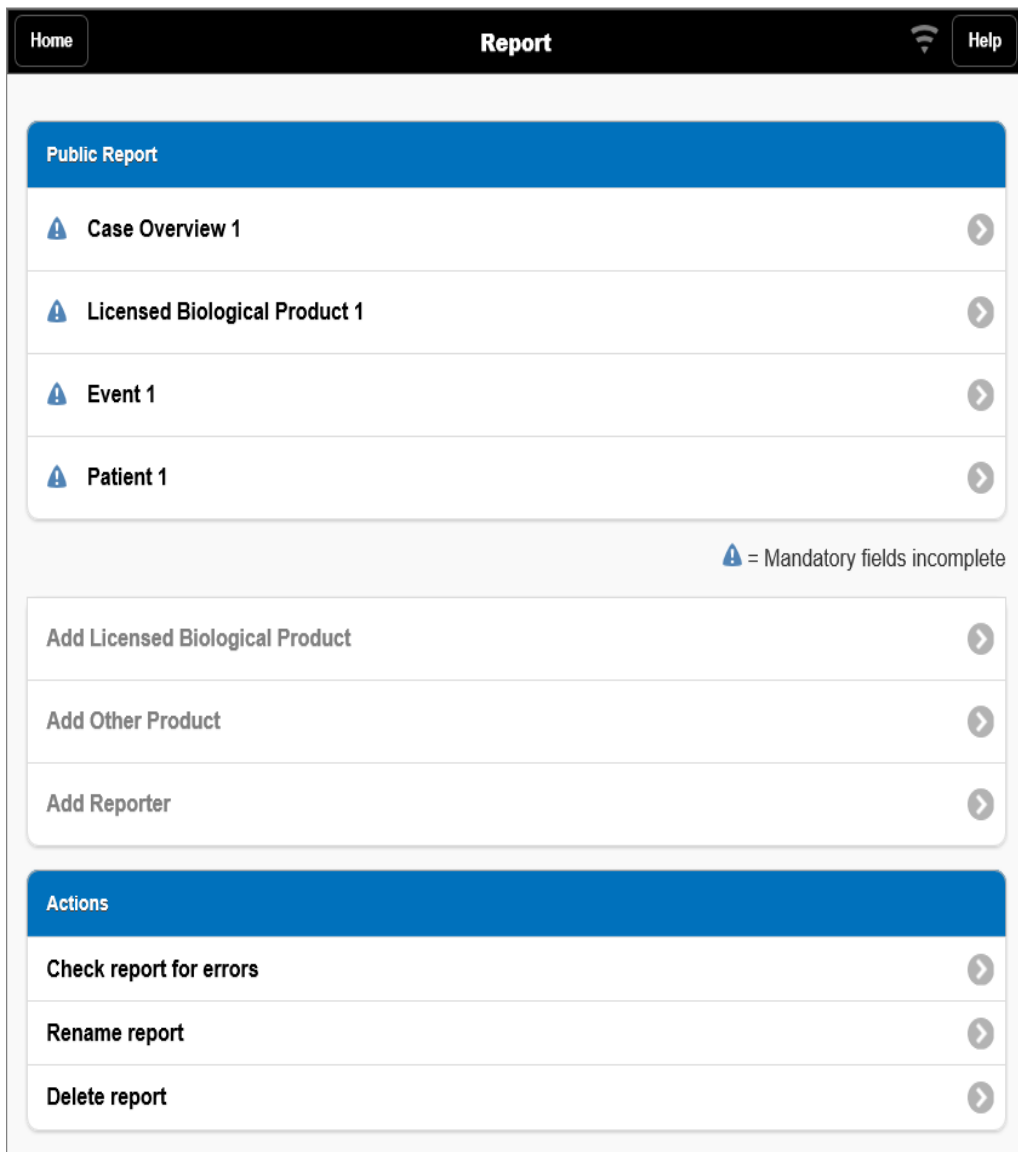 Home Report Help
Public Report
Case Overview 1
Licensed Biological Product 1
Event 1
Patient 1
= Mandatory fields incomplete
Add Licensed Biological Product
Add Other Product
Add Reporter
Actions
Check report for errors
Rename report
Delete report